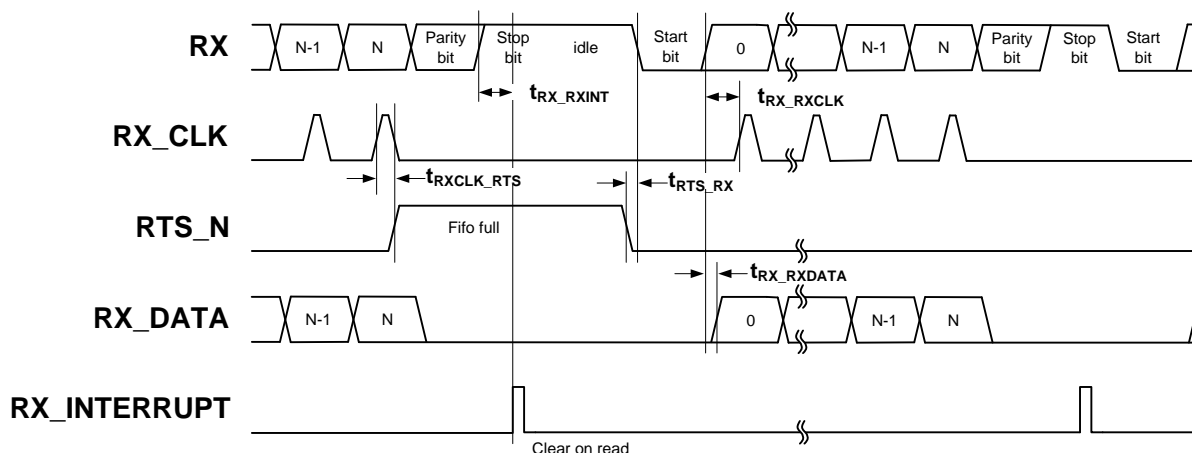 RX N-1 N Parity bit Stop bit idle Start bit 0 N-1 N Parity bit Stop bit Start bit
tRX_RXINT tRX_RXCLK
RX_CLK
tRXCLK_RTS tRTS_RX
RTS_N Fifo full
tRX_RXDATA
RX_DATA N-1 N 0 N-1 N
RX_INTERRUPT
Clear on read